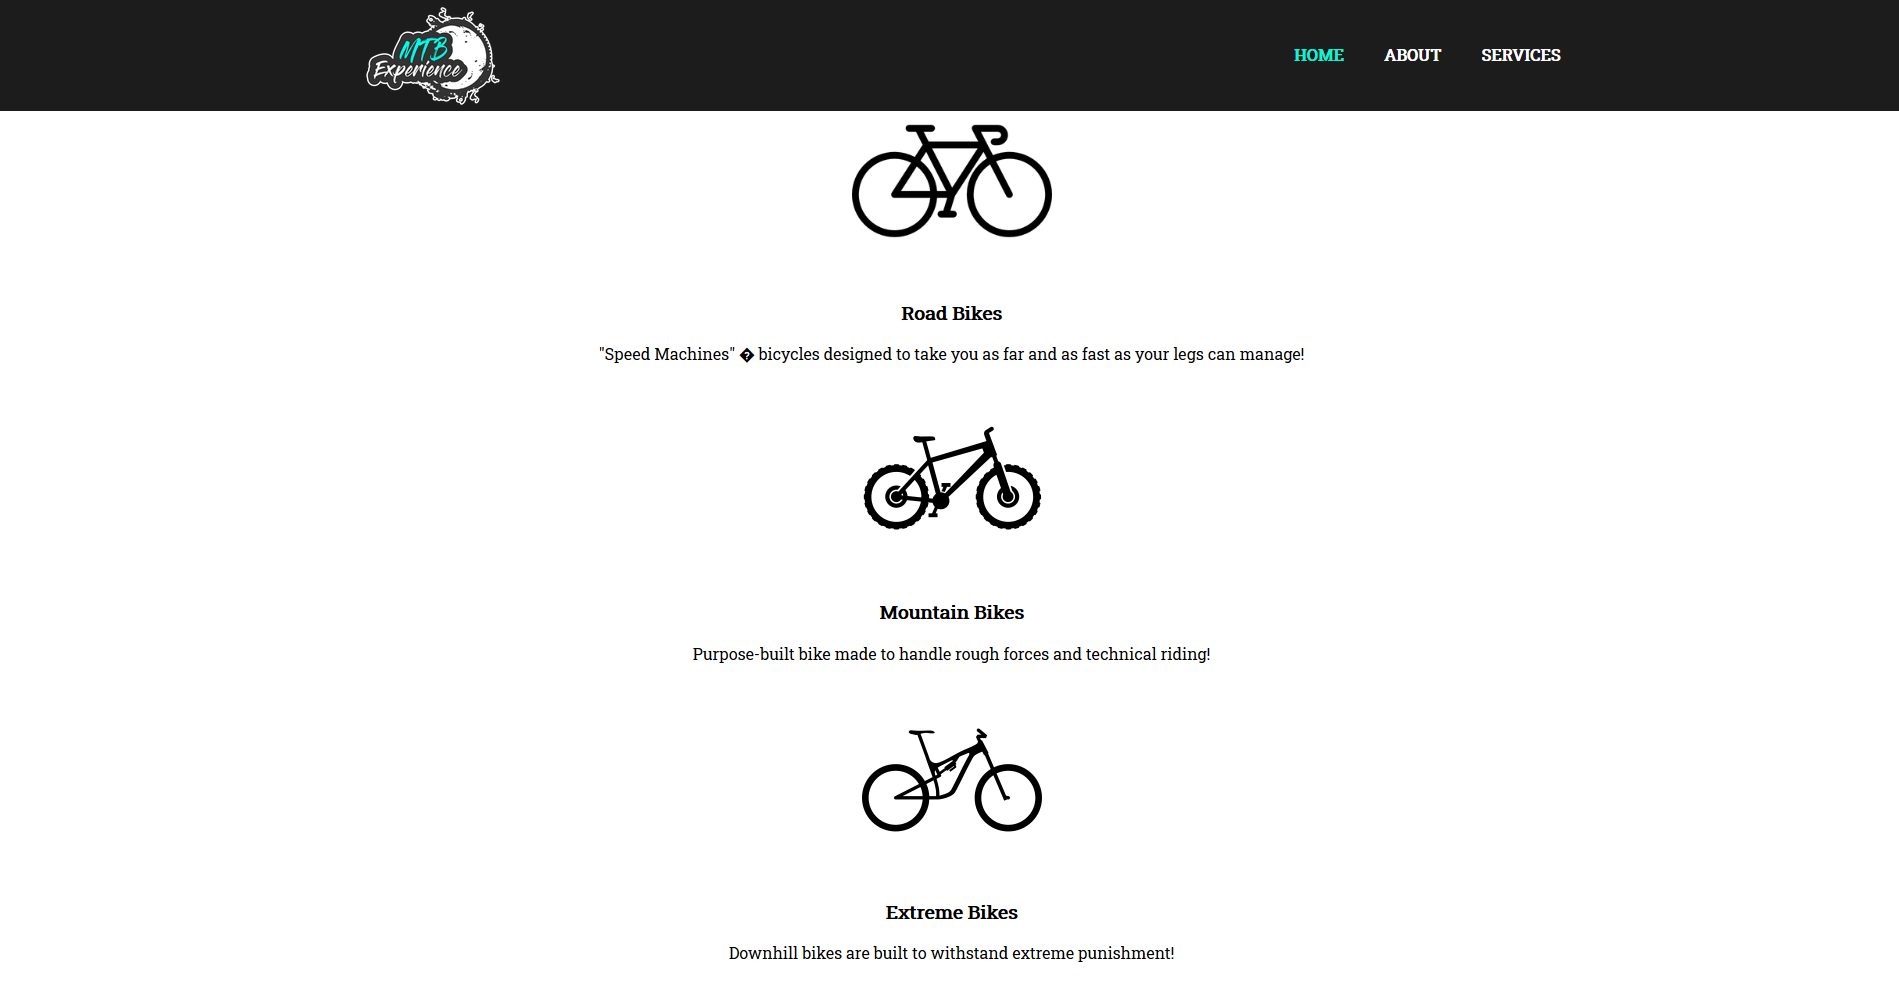 MTB
Experience
HOME ABOUT SERVICES
Road Bikes
"Speed Machines" � bicycles designed to take you as far and as fast as your legs can manage!
Mountain Bikes
Purpose-built bike made to handle rough forces and technical riding!
Extreme Bikes
Downhill bikes are built to withstand extreme punishment!